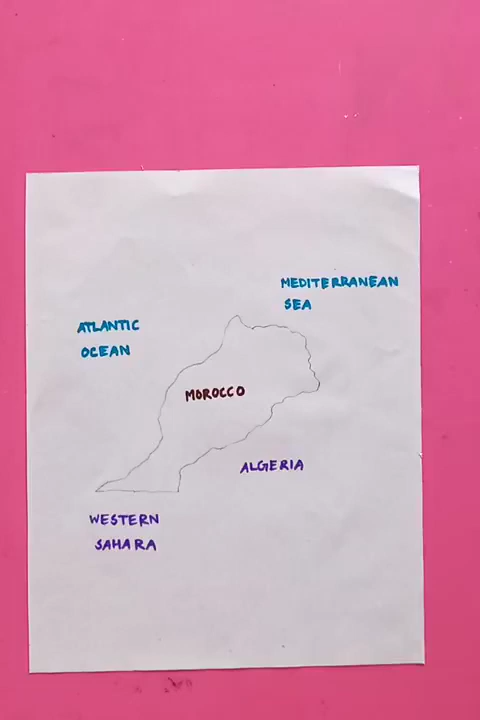 MEDITERRANEAN
SEA
ATLANTIC
OCEAN
MOROCCO
ALGERIA
WESTERN
SAHARA